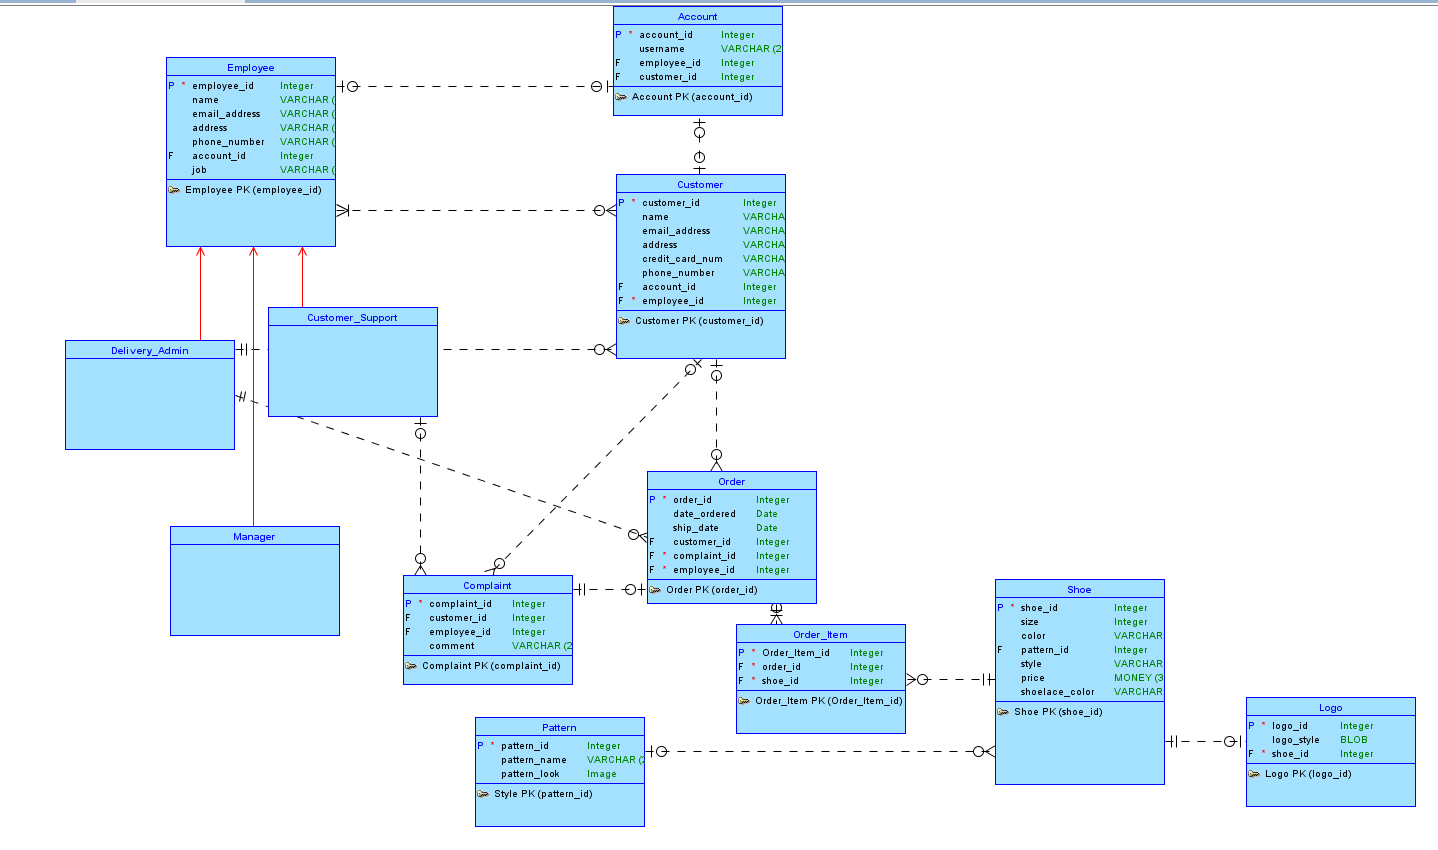 Account
P * account_id Integer
username VARCHAR (2
F employee_id Integer
F customer_id Integer
Account PK (account_id)
Employee
P * employee_id Integer
name VARCHAR (
email_address VARCHAR (
address VARCHAR (
phone_number VARCHAR (
F account_id Integer
job VARCHAR (
Employee PK (employee_id)
Customer
P * customer_id Integer
name VARCHA
email_address VARCHA
address VARCHA
credit_card_num VARCHA
phone_number VARCHA
F account_id Integer
F * employee_id Integer
Customer PK (customer_id)
Customer_Support
Delivery_Admin
Manager
Order
P * order_id Integer
date_ordered Date
ship_date Date
F customer_id Integer
F * complaint_id Integer
F * employee_id Integer
Order PK (order_id)
Complaint
P * complaint_id Integer
F customer_id Integer
F employee_id Integer
comment VARCHAR (2
Complaint PK (complaint_id)
Order_Item
P * Order_Item_id Integer
F * order_id Integer
F * shoe_id Integer
Order_Item PK (Order_Item_id)
Shoe
P * shoe_id Integer
size Integer
color VARCHAR
F pattern_id Integer
style VARCHAR
price MONEY (3
shoelace_color VARCHAR
Shoe PK (shoe_id)
Logo
P * logo_id Integer
logo_style BLOB
F * shoe_id Integer
Logo PK (logo_id)
Pattern
P * pattern_id Integer
pattern_name VARCHAR (2
pattern_look Image
Style PK (pattern_id)